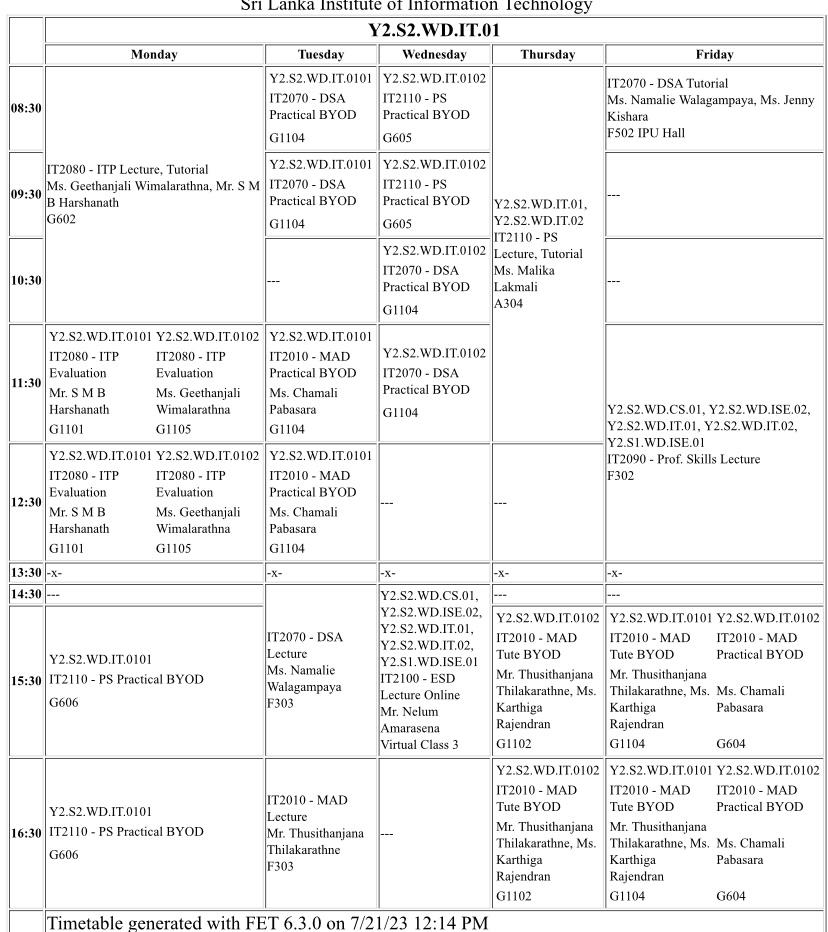 Sri Lanka Institute of Information Technology
Y2.S2.WD.IT.01
Monday Tuesday Wednesday Thursday Friday
08:30
IT2080 - ITP Lecture, Tutorial
Ms. Geethanjali Wimalarathna, Mr. S M
B Harshanath
G602
Y2.S2.WD.IT.0101
IT2070 - DSA
Practical BYOD
G1104
Y2.S2.WD.IT.0102
IT2110 - PS
Practical BYOD
G605
Y2.S2.WD.IT.01,
Y2.S2.WD.IT.02
IT2110 - PS
Lecture, Tutorial
Ms. Malika
Lakmali
A304
IT2070 - DSA Tutorial
Ms. Namalie Walagampaya, Ms. Jenny
Kishara
F502 IPU Hall
09:30
Y2.S2.WD.IT.0101
IT2070 - DSA
Practical BYOD
G1104
Y2.S2.WD.IT.0102
IT2110 - PS
Practical BYOD
G605
---
10:30
---
Y2.S2.WD.IT.0102
IT2070 - DSA
Practical BYOD
G1104
---
11:30
Y2.S2.WD.IT.0101
IT2080 - ITP
Evaluation
Mr. S M B
Harshanath
G1101
Y2.S2.WD.IT.0102
IT2080 - ITP
Evaluation
Ms. Geethanjali
Wimalarathna
G1105
Y2.S2.WD.IT.0101
IT2010 - MAD
Practical BYOD
Ms. Chamali
Pabasara
G1104
Y2.S2.WD.IT.0102
IT2070 - DSA
Practical BYOD
G1104
Y2.S2.WD.CS.01, Y2.S2.WD.ISE.02,
Y2.S2.WD.IT.01, Y2.S2.WD.IT.02,
Y2.S1.WD.ISE.01
IT2090 - Prof. Skills Lecture
F302
12:30
Y2.S2.WD.IT.0101
IT2080 - ITP
Evaluation
Mr. S M B
Harshanath
G1101
Y2.S2.WD.IT.0102
IT2080 - ITP
Evaluation
Ms. Geethanjali
Wimalarathna
G1105
Y2.S2.WD.IT.0101
IT2010 - MAD
Practical BYOD
Ms. Chamali
Pabasara
G1104
---
---
13:30 -x- -x- -x- -x- -x-
14:30
---
IT2070 - DSA
Lecture
Ms. Namalie
Walagampaya
F303
Y2.S2.WD.CS.01,
Y2.S2.WD.ISE.02,
Y2.S2.WD.IT.01,
Y2.S2.WD.IT.02,
Y2.S1.WD.ISE.01
IT2100 - ESD
Lecture Online
Mr. Nelum
Amarasena
Virtual Class 3
---
---
15:30
Y2.S2.WD.IT.0101
IT2110 - PS Practical BYOD
G606
Y2.S2.WD.IT.0102
IT2010 - MAD
Tute BYOD
Mr. Thusithanjana
Thilakarathne, Ms.
Karthiga
Rajendran
G1102
Y2.S2.WD.IT.0101
IT2010 - MAD
Tute BYOD
Mr. Thusithanjana
Thilakarathne, Ms.
Karthiga
Rajendran
G1104
Y2.S2.WD.IT.0102
IT2010 - MAD
Practical BYOD
Ms. Chamali
Pabasara
G604
16:30
Y2.S2.WD.IT.0101
IT2110 - PS Practical BYOD
G606
IT2010 - MAD
Lecture
Mr. Thusithanjana
Thilakarathne
F303
---
Y2.S2.WD.IT.0102
IT2010 - MAD
Tute BYOD
Mr. Thusithanjana
Thilakarathne, Ms.
Karthiga
Rajendran
G1102
Y2.S2.WD.IT.0101
IT2010 - MAD
Tute BYOD
Mr. Thusithanjana
Thilakarathne, Ms.
Karthiga
Rajendran
G1104
Y2.S2.WD.IT.0102
IT2010 - MAD
Practical BYOD
Ms. Chamali
Pabasara
G604
Timetable generated with FET 6.3.0 on 7/21/23 12:14 PM